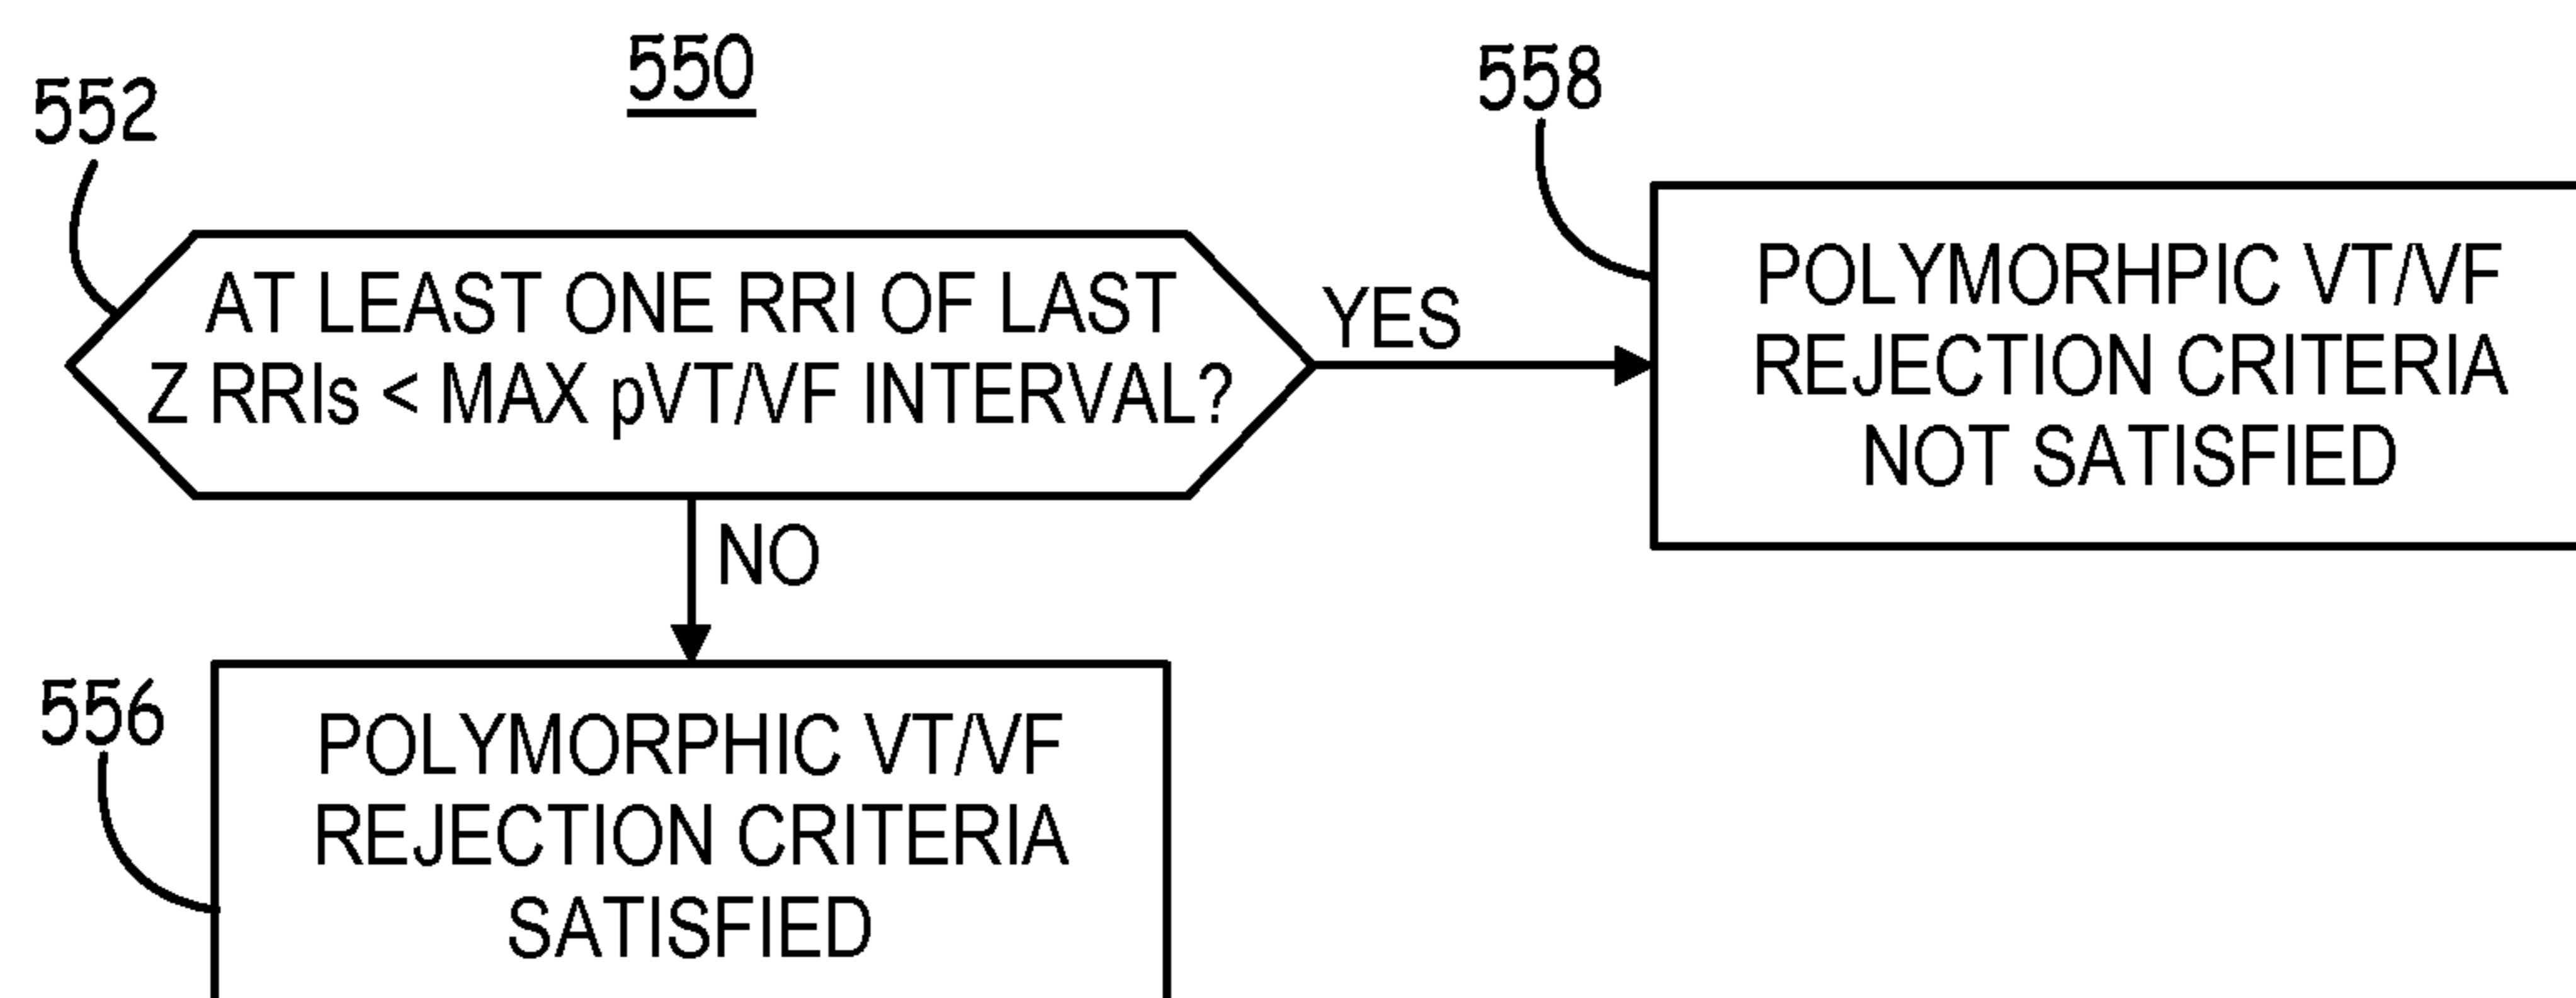 550
552
AT LEAST ONE RRI OF LAST
Z RRIs < MAX pVT/VF INTERVAL?
YES
558
POLYMORHPIC VT/VF
REJECTION CRITERIA
NOT SATISFIED
NO
556
POLYMORPHIC VT/VF
REJECTION CRITERIA
SATISFIED